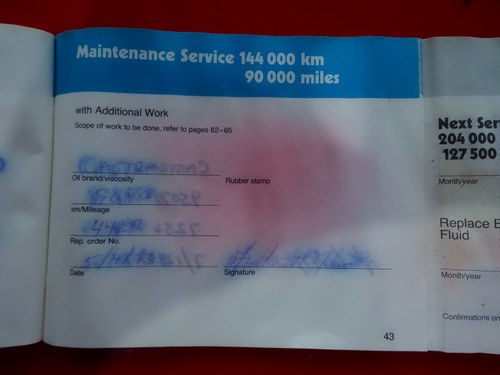 Maintenance Service 144 000 km
90 000 miles
with Additional Work
Scope of work to be done, refer to pages 62–65
Oil brand/viscosity
Rubber stamp
km/Mileage
Rep. order No.
Date
Signature
43
Next Ser
204 000
127 500
Month/year
Replace B
Fluid
Month/year
Confirmations on